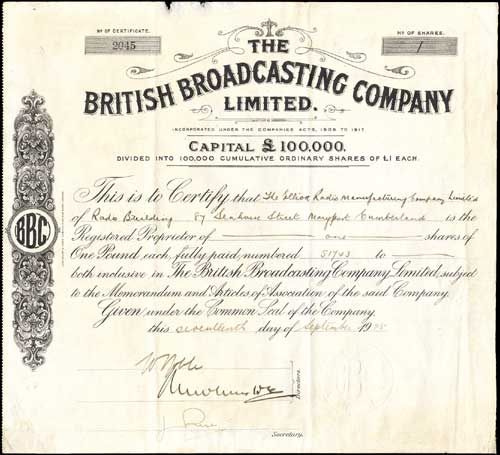 No OF CERTIFICATE.
2045
No OF SHARES.
1
THE
BRITISH BROADCASTING COMPANY
LIMITED.
INCORPORATED UNDER THE COMPANIES ACTS, 1908 TO 1917
CAPITAL £100,000.
DIVIDED INTO 100,000 CUMULATIVE ORDINARY SHARES OF £1 EACH.
This is to Certify that The Elliott Radio Manufacturing Company Limited
of Radio Building 87 Senhouse Street Maryport Cumberland is the
Registered Proprietor of one shares of
One Pound each, fully paid, numbered 51743 to
both inclusive in The British Broadcasting Company, Limited, subject
to the Memorandum and Articles of Association of the said Company.
Given under the Common Seal of the Company
this seventeenth day of September 1925
BBC
Directors.
Secretary.